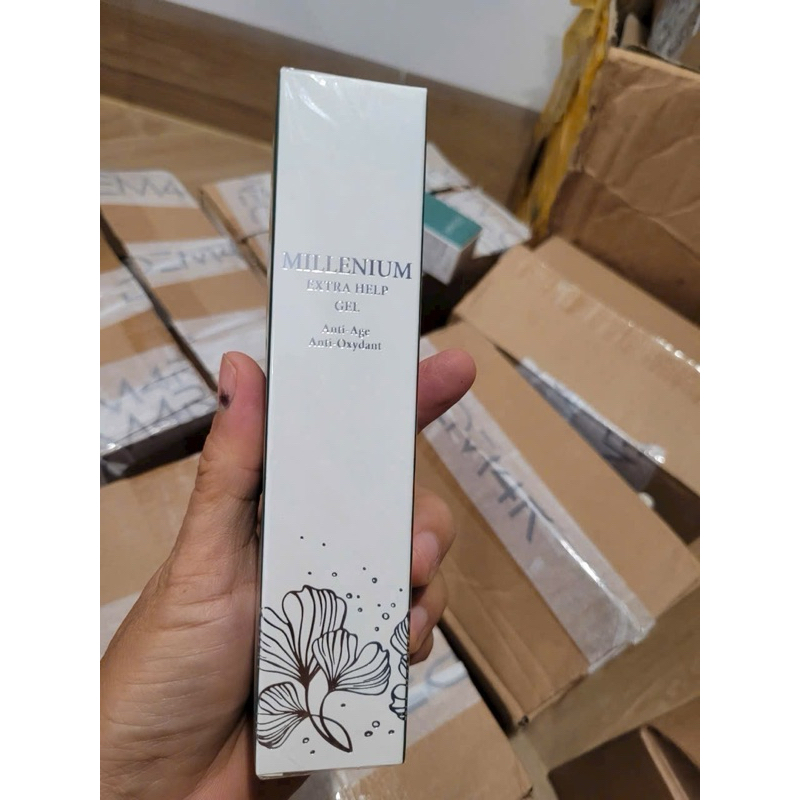 MILLENIUM
EXTRA HELP
GEL
Anti-Age
Anti-Oxydant